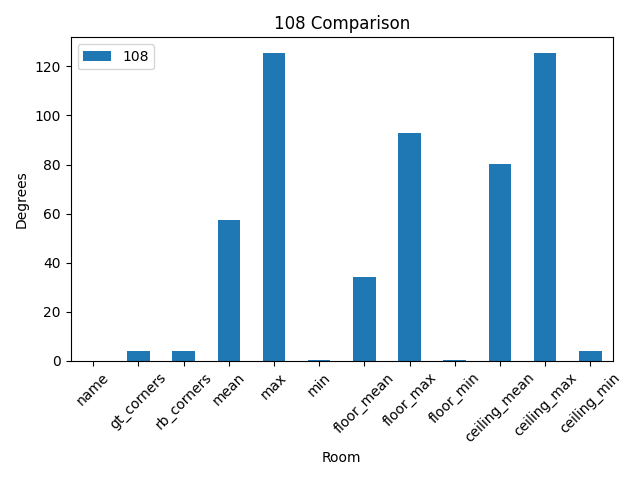 108 Comparison
108
Degrees
120
100
80
60
40
20
0
name
gt_corners
rb_corners
mean
max
min
floor_mean
floor_max
floor_min
ceiling_mean
ceiling_max
ceiling_min
Room